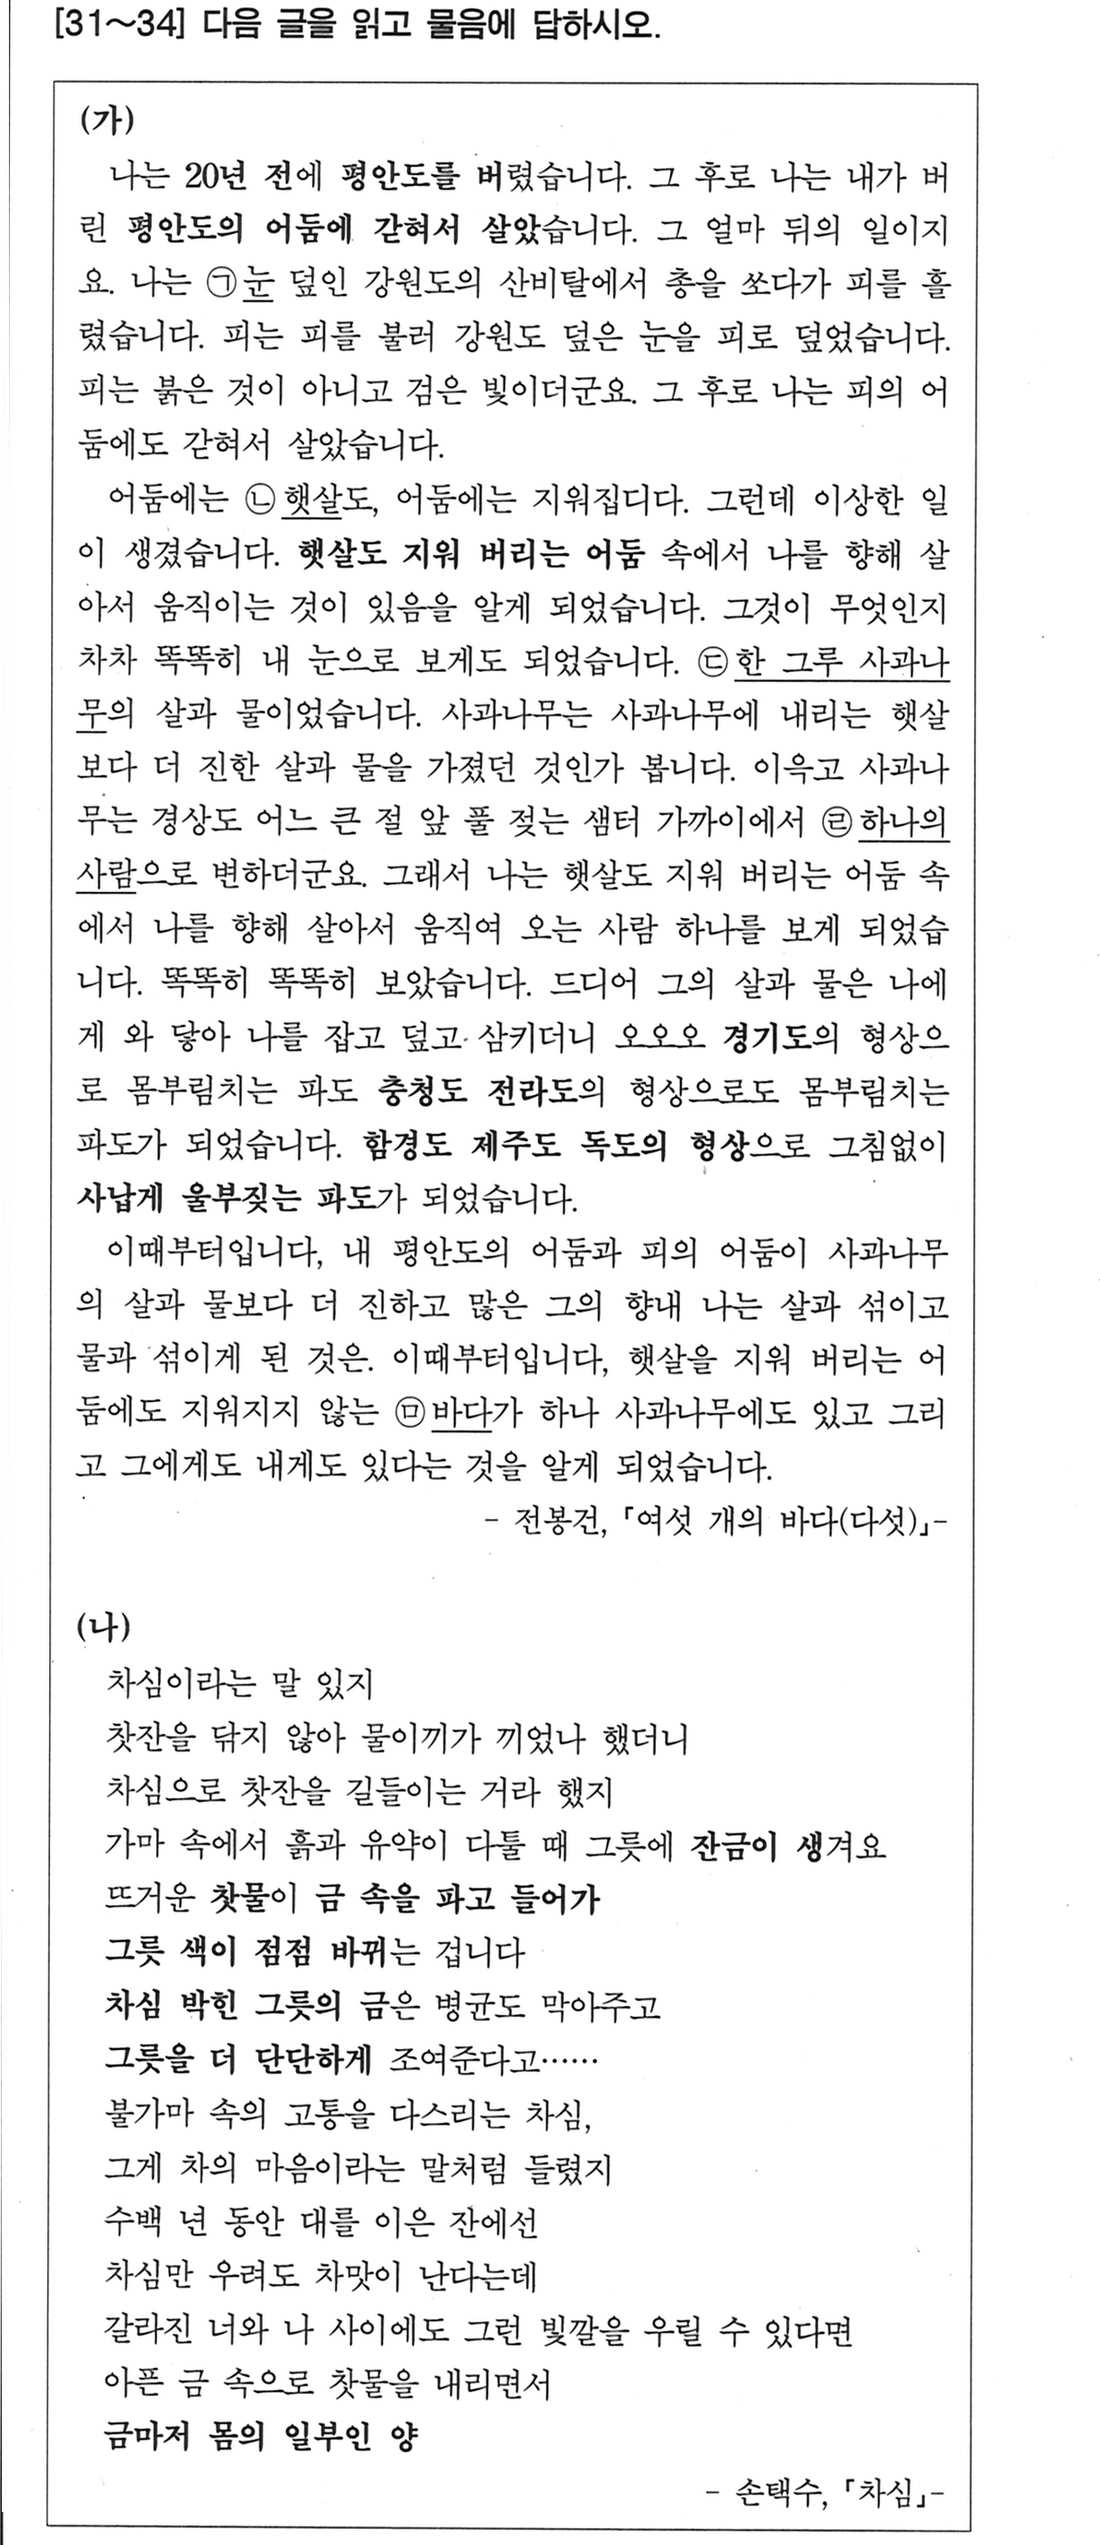 [31~34] 다음 글을 읽고 물음에 답하시오.
(가)
나는 20년 전에 평안도를 버렸습니다. 그 후로 나는 내가 버
린 평안도의 어둠에 갇혀서 살았습니다. 그 얼마 뒤의 일이지
요. 나는 ㉠눈 덮인 강원도의 산비탈에서 총을 쏘다가 피를 흘
렸습니다. 피는 피를 불러 강원도 덮은 눈을 피로 덮었습니다.
피는 붉은 것이 아니고 검은 빛이더군요. 그 후로 나는 피의 어
둠에도 갇혀서 살았습니다.
어둠에는 ㉡햇살도, 어둠에는 지워집디다. 그런데 이상한 일
이 생겼습니다. 햇살도 지워 버리는 어둠 속에서 나를 향해 살
아서 움직이는 것이 있음을 알게 되었습니다. 그것이 무엇인지
차차 똑똑히 내 눈으로 보게도 되었습니다. ㉢한 그루 사과나
무의 살과 물이었습니다. 사과나무는 사과나무에 내리는 햇살
보다 더 진한 살과 물을 가졌던 것인가 봅니다. 이윽고 사과나
무는 경상도 어느 큰 절 앞 풀 젖는 샘터 가까이에서 ㉣하나의
사람으로 변하더군요. 그래서 나는 햇살도 지워 버리는 어둠 속
에서 나를 향해 살아서 움직여 오는 사람 하나를 보게 되었습
니다. 똑똑히 똑똑히 보았습니다. 드디어 그의 살과 물은 나에
게 와 닿아 나를 잡고 덮고 삼키더니 오오오 경기도의 형상으
로 몸부림치는 파도 충청도 전라도의 형상으로도 몸부림치는
파도가 되었습니다. 함경도 제주도 독도의 형상으로 그침없이
사납게 울부짖는 파도가 되었습니다.
이때부터입니다, 내 평안도의 어둠과 피의 어둠이 사과나무
의 살과 물보다 더 진하고 많은 그의 향내 나는 살과 섞이고
물과 섞이게 된 것은. 이때부터입니다, 햇살을 지워 버리는 어
둠에도 지워지지 않는 ㉤바다가 하나 사과나무에도 있고 그리
고 그에게도 내게도 있다는 것을 알게 되었습니다.
- 전봉건, 「여섯 개의 바다(다섯)」-
(나)
차심이라는 말 있지
찻잔을 닦지 않아 물이끼가 끼었나 했더니
차심으로 찻잔을 길들이는 거라 했지
가마 속에서 흙과 유약이 다툴 때 그릇에 잔금이 생겨요
뜨거운 찻물이 금 속을 파고 들어가
그릇 색이 점점 바뀌는 겁니다
차심 박힌 그릇의 금은 병균도 막아주고
그릇을 더 단단하게 조여준다고……
불가마 속의 고통을 다스리는 차심,
그게 차의 마음이라는 말처럼 들렸지
수백 년 동안 대를 이은 잔에선
차심만 우려도 차맛이 난다는데
갈라진 너와 나 사이에도 그런 빛깔을 우릴 수 있다면
아픈 금 속으로 찻물을 내리면서
금마저 몸의 일부인 양
- 손택수, 「차심」-